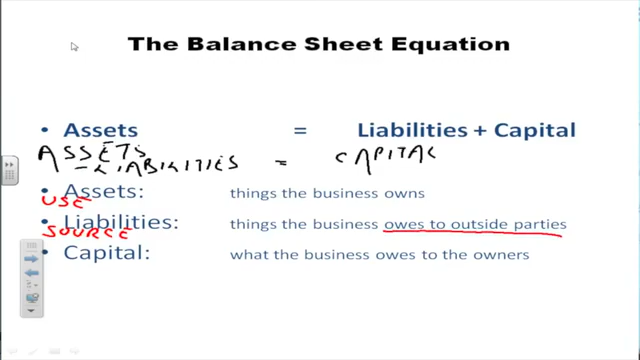 The Balance Sheet Equation
• Assets = Liabilities + Capital
ASSETS
- LIABILITIES = CAPITAL
• Assets: things the business owns
USE
• Liabilities: things the business owes to outside parties
SOURCE
• Capital: what the business owes to the owners